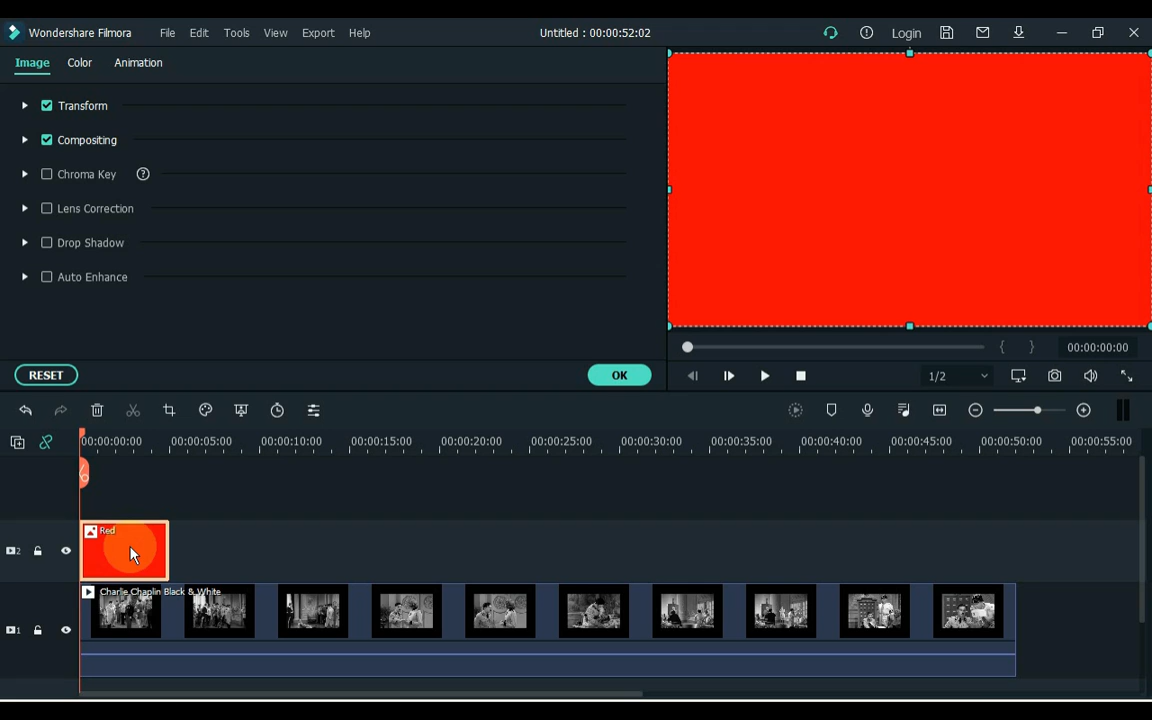 Wondershare Filmora File Edit Tools View Export Help Untitled : 00:00:52:02 Login
Image Color Animation
Transform
Compositing
Chroma Key ?
Lens Correction
Drop Shadow
Auto Enhance
{ } 00:00:00:00
RESET OK 1/2
00:00:00:00 00:00:05:00 00:00:10:00 00:00:15:00 00:00:20:00 00:00:25:00 00:00:30:00 00:00:35:00 00:00:40:00 00:00:45:00 00:00:50:00 00:00:55:00
Red
2
Charlie Chaplin Black & White
1